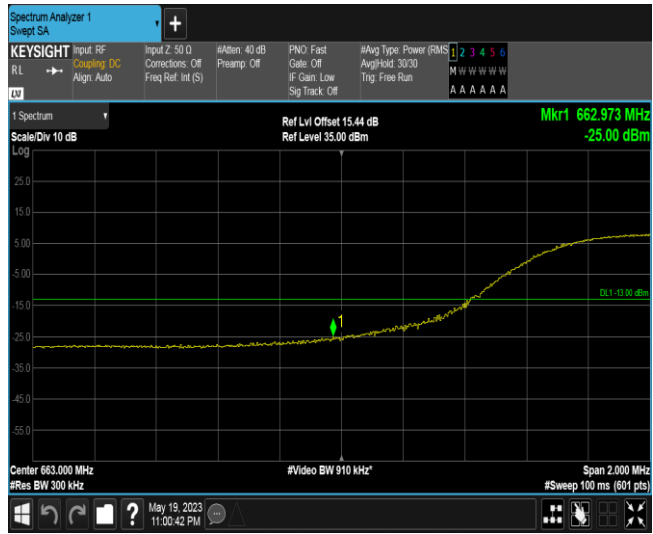 Spectrum Analyzer 1
Swept SA
+
KEYSIGHT
RL
LXI
Input: RF
Coupling: DC
Align: Auto
Input Z: 50 Ω
Corrections: Off
Freq Ref: Int (S)
#Atten: 40 dB
Preamp: Off
PNO: Fast
Gate: Off
IF Gain: Low
Sig Track: Off
#Avg Type: Power (RMS
Avg|Hold: 30/30
Trig: Free Run
1 2 3 4 5 6
M W W W W W
A A A A A A
1 Spectrum
Scale/Div 10 dB
Log
Ref Lvl Offset 15.44 dB
Ref Level 35.00 dBm
Mkr1 662.973 MHz
-25.00 dBm
25.0
15.0
5.00
-5.00
-15.0
-25.0
-35.0
-45.0
-55.0
DL1 -13.00 dBm
1
Center 663.000 MHz
#Res BW 300 kHz
#Video BW 910 kHz*
Span 2.000 MHz
#Sweep 100 ms (601 pts)
?
May 19, 2023
11:00:42 PM